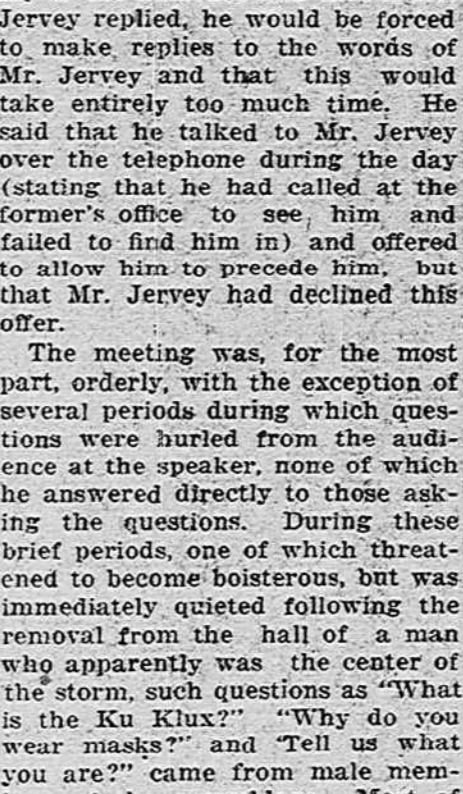 Jervey replied, he would be forced
to make replies to the words of
Mr. Jervey and that this would
take entirely too much time. He
said that he talked to Mr. Jervey
over the telephone during the day
(stating that he had called at the
former's office to see him and
failed to find him in) and offered
to allow him to precede him, but
that Mr. Jervey had declined this
offer.
The meeting was, for the most
part, orderly, with the exception of
several periods during which ques-
tions were hurled from the audi-
ence at the speaker, none of which
he answered directly to those ask-
ing the questions. During these
brief periods, one of which threat-
ened to become boisterous, but was
immediately quieted following the
removal from the hall of a man
who apparently was the center of
the storm, such questions as "What
is the Ku Klux?" "Why do you
wear masks?" and 'Tell us what
you are?" came from male mem-